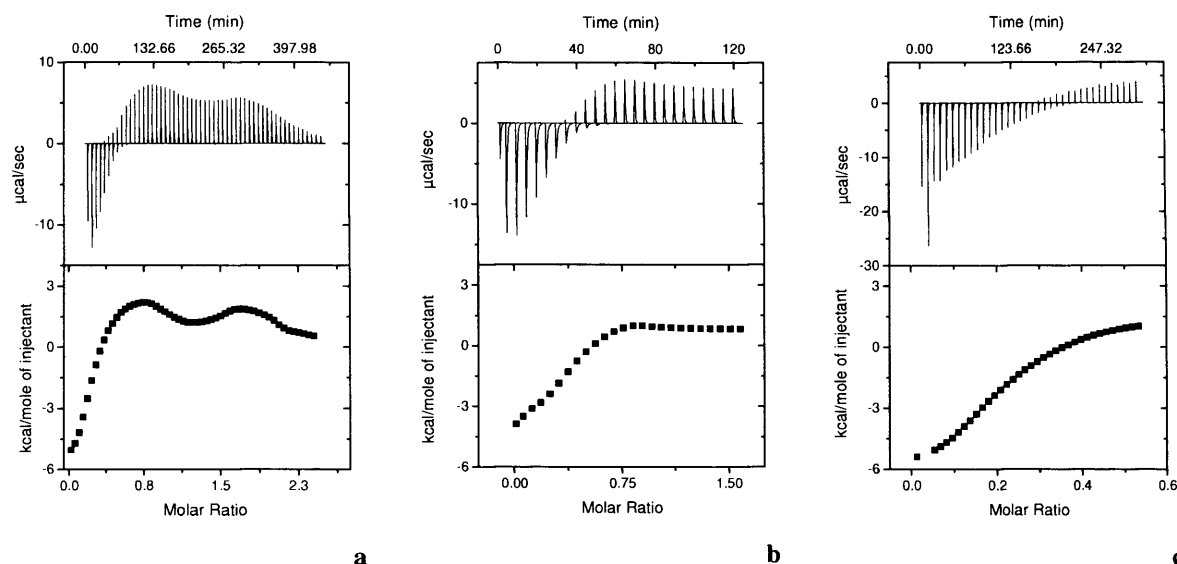 Time (min)
0.00 132.66 265.32 397.98
10
0
-10
µcal/sec
3
0
-3
-6
kcal/mole of injectant
0.0 0.8 1.5 2.3
Molar Ratio
a
Time (min)
0 40 80 120
0
-10
µcal/sec
3
0
-3
-6
kcal/mole of injectant
0.00 0.75 1.50
Molar Ratio
b
Time (min)
0.00 123.66 247.32
0
-10
-20
-30
µcal/sec
3
0
-3
-6
kcal/mole of injectant
0.0 0.2 0.4 0.6
Molar Ratio